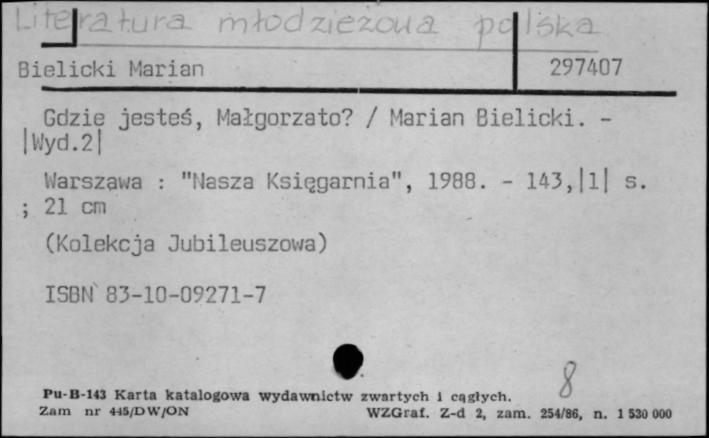 Literatura młodzieżowa polska
Bielicki Marian 297407
Gdzie jesteś, Małgorzato? / Marian Bielicki. -
|Wyd.2|
Warszawa : "Nasza Księgarnia", 1988. - 143,|1| s.
; 21 cm
(Kolekcja Jubileuszowa)
ISBN 83-10-09271-7
8
Pu-B-143 Karta katalogowa wydawnictw zwartych i cągłych.
Zam nr 445/DW/ON WZGraf. Z-d 2, zam. 254/86, n. 1 530 000